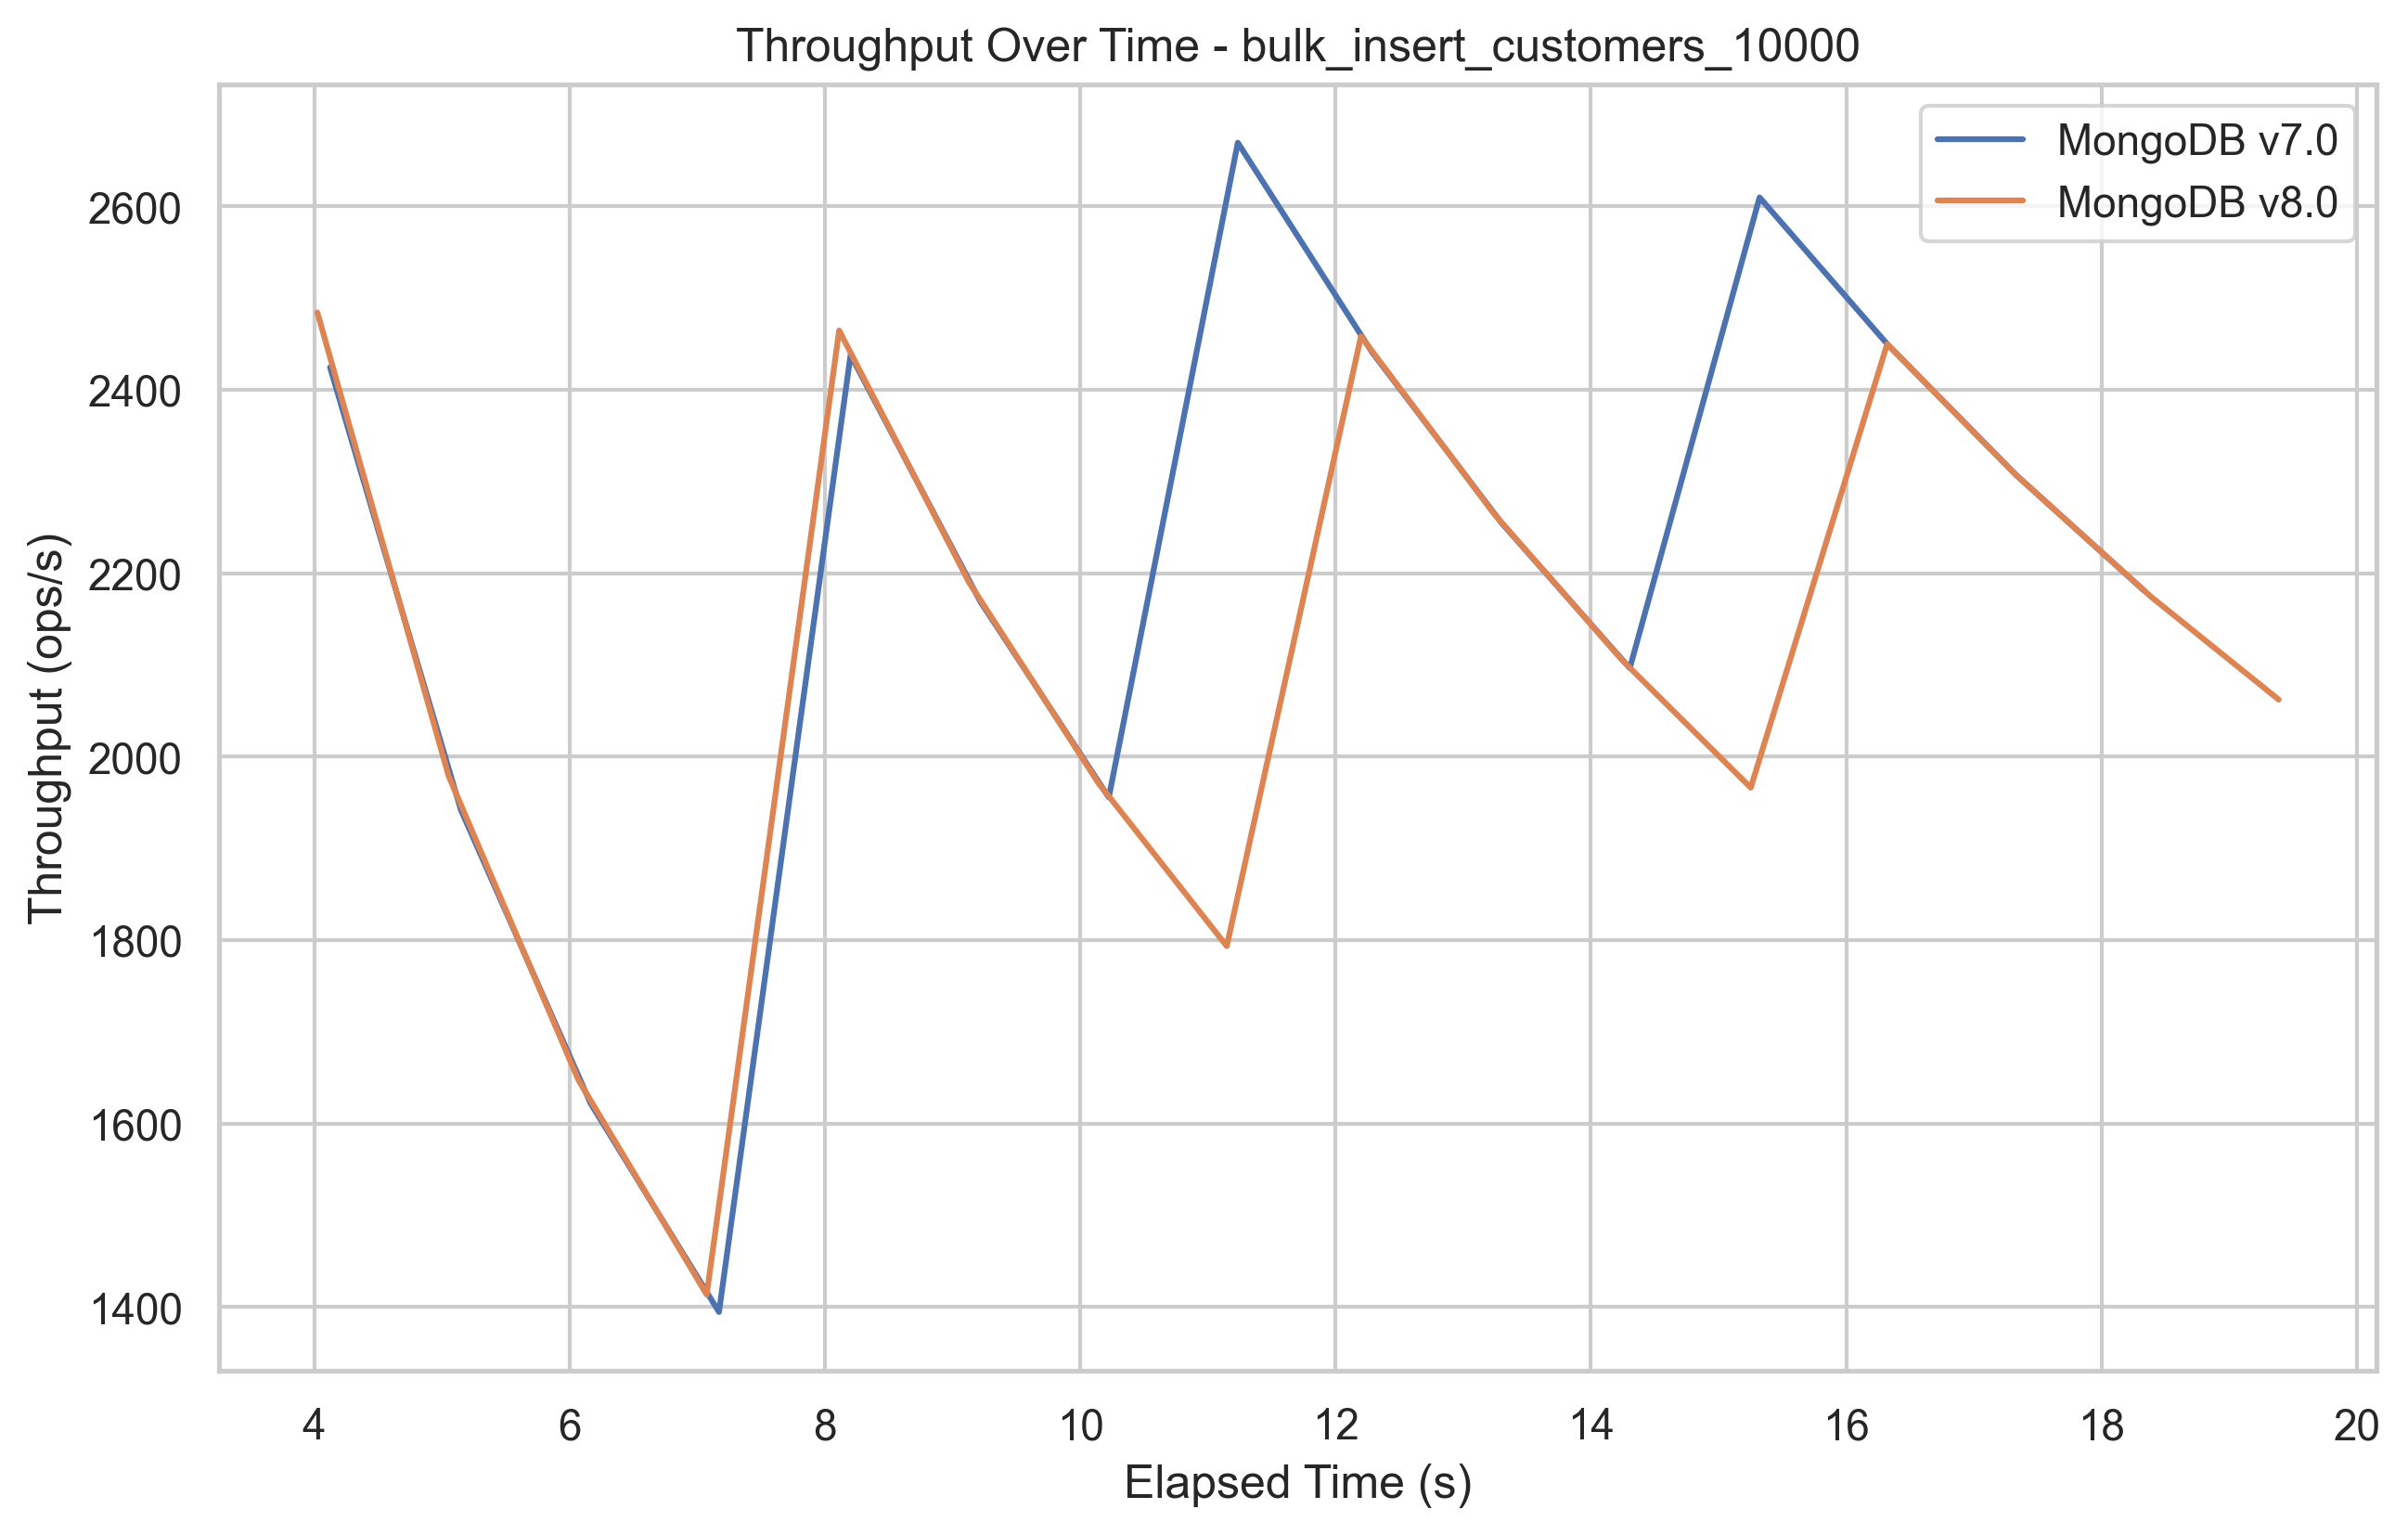 Throughput Over Time - bulk_insert_customers_10000
MongoDB v7.0
MongoDB v8.0
Throughput (ops/s)
2600
2400
2200
2000
1800
1600
1400
4 6 8 10 12 14 16 18 20
Elapsed Time (s)